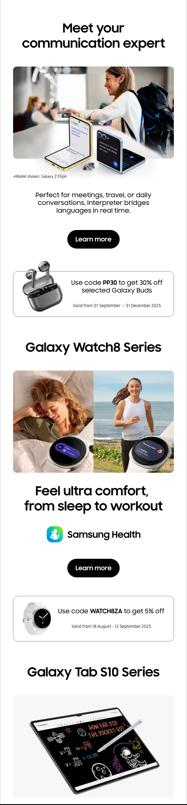 Meet your
communication expert
*Model shown: Galaxy Z Flip6
Perfect for meetings, travel, or daily
conversations, Interpreter bridges
languages in real time.
Learn more
Use code PP30 to get 30% off
selected Galaxy Buds
Valid from 01 September – 31 December 2025
Galaxy Watch8 Series
Feel ultra comfort,
from sleep to workout
Samsung Health
Learn more
Use code WATCH8ZA to get 5% off
Valid from 18 August - 12 September 2025
Galaxy Tab S10 Series